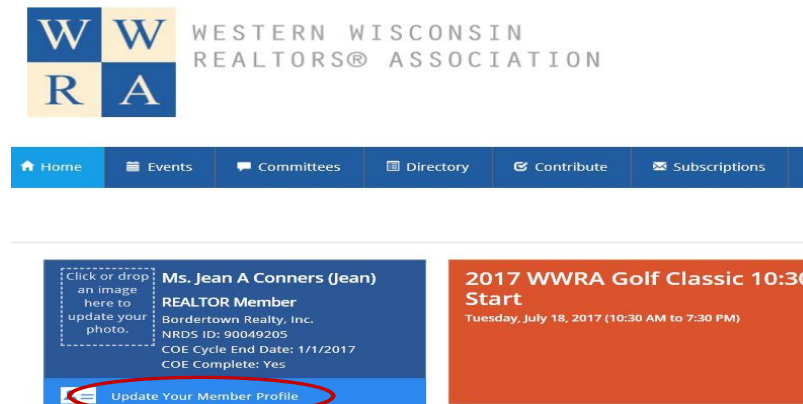 W W
R A
WESTERN WISCONSIN
REALTORS® ASSOCIATION
Home Events Committees Directory Contribute Subscriptions
Click or drop
an image
here to
update your
photo.
Ms. Jean A Conners (Jean)
REALTOR Member
Bordertown Realty, Inc.
NRDS ID: 90049205
COE Cycle End Date: 1/1/2017
COE Complete: Yes
Update Your Member Profile
2017 WWRA Golf Classic 10:30
Start
Tuesday, July 18, 2017 (10:30 AM to 7:30 PM)